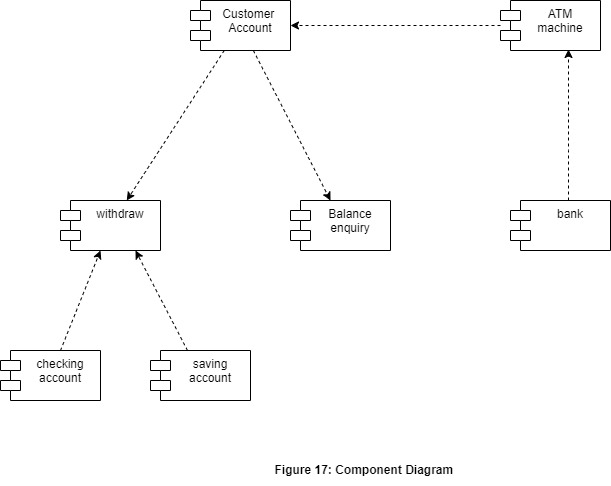 Customer
Account
ATM
machine
withdraw
Balance
enquiry
bank
checking
account
saving
account
Figure 17: Component Diagram